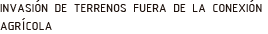 INVASIÓN DE TERRENOS FUERA DE LA CONEXIÓN
AGRÍCOLA